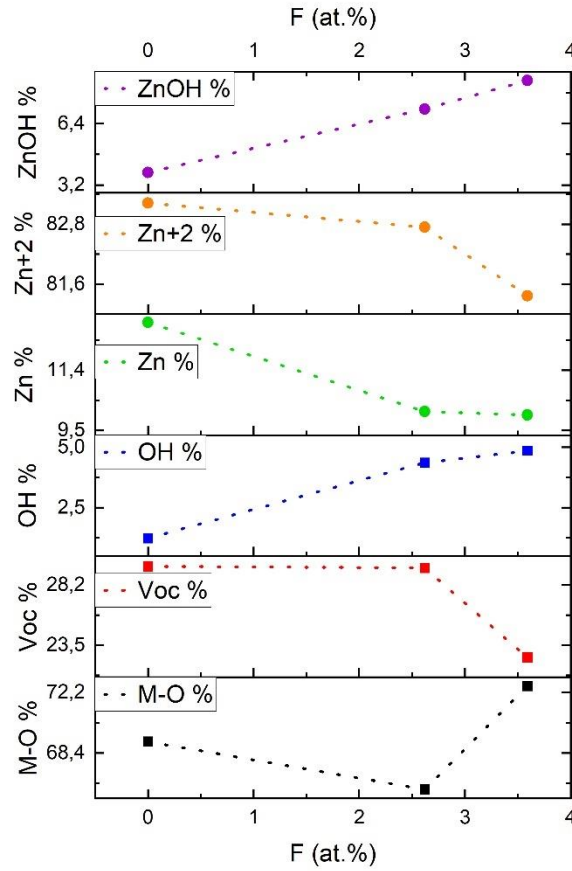 F (at.%)
0 1 2 3 4
ZnOH %
6,4
3,2
ZnOH %
Zn+2 %
82,8
81,6
Zn+2 %
Zn %
11,4
9,5
Zn %
OH %
5,0
2,5
OH %
Voc %
28,2
23,5
Voc %
M-O %
72,2
68,4
M-O %
0 1 2 3 4
F (at.%)